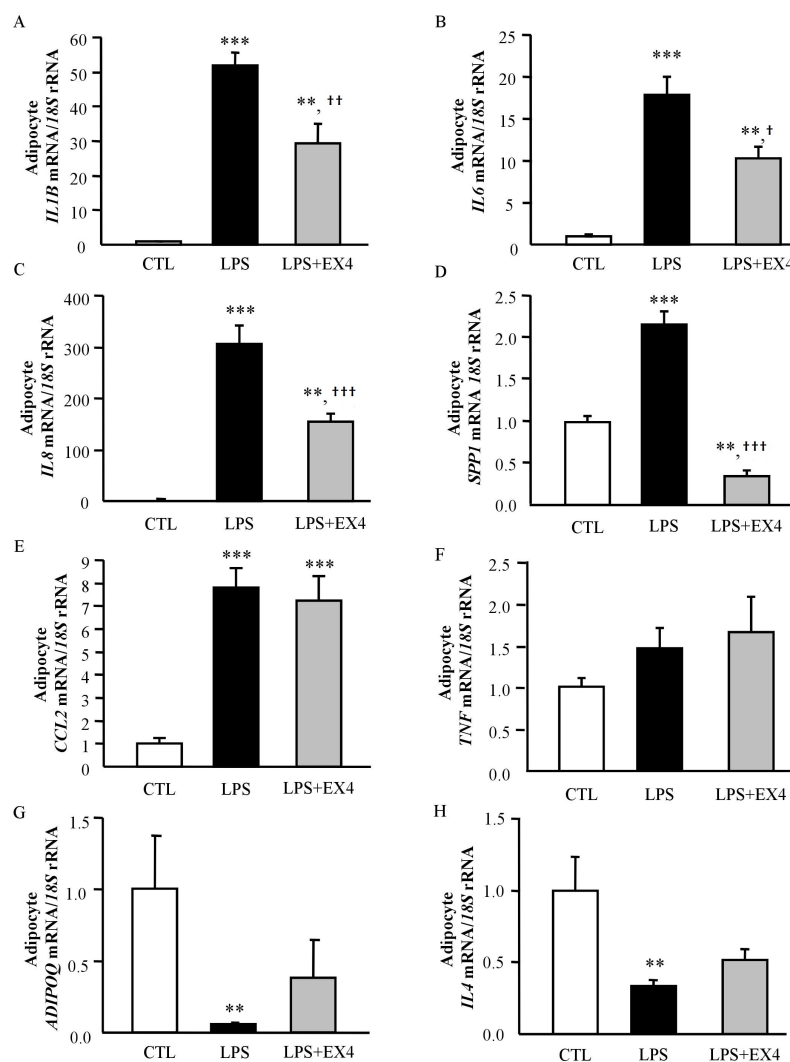 A
Adipocyte
IL1B mRNA/18S rRNA
60
50
40
30
20
10
0
***
**, ††
CTL LPS LPS+EX4
B
Adipocyte
IL6 mRNA/18S rRNA
25
20
15
10
5
0
***
**,†
CTL LPS LPS+EX4
C
Adipocyte
IL8 mRNA/18S rRNA
400
300
200
150
100
0
***
**, †††
CTL LPS LPS+EX4
D
Adipocyte
SPP1 mRNA 18S rRNA
2.5
2.0
1.5
1.0
0.5
0.0
***
**,†††
CTL LPS LPS+EX4
E
Adipocyte
CCL2 mRNA/18S rRNA
9
8
7
6
5
4
3
2
1
0
***
***
CTL LPS LPS+EX4
F
Adipocyte
TNF mRNA/18S rRNA
2.5
2.0
1.5
1.0
0.5
0.0
CTL LPS LPS+EX4
G
Adipocyte
ADIPOQ mRNA/18S rRNA
1.5
1.0
0.5
0.0
**
CTL LPS LPS+EX4
H
Adipocyte
IL4 mRNA/18S rRNA
1.5
1.0
0.5
0.0
**
CTL LPS LPS+EX4